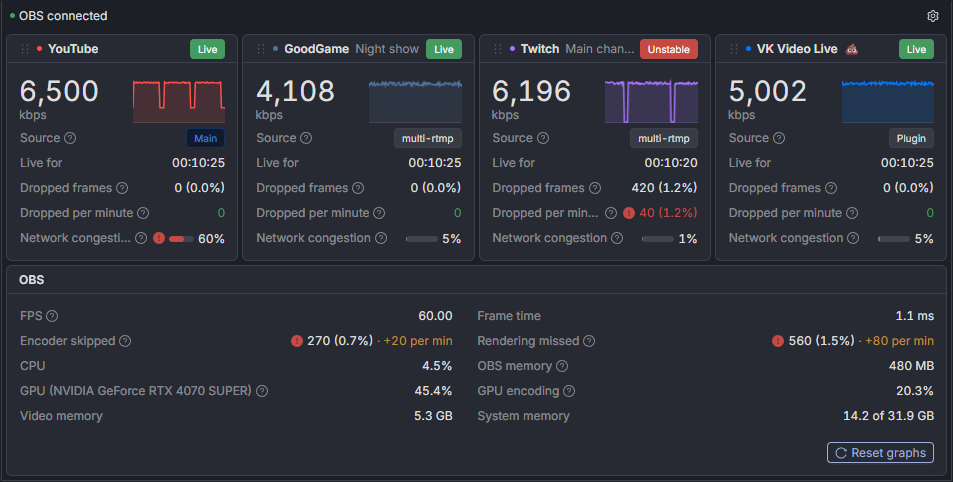 OBS connected
YouTube Live
GoodGame Night show Live
Twitch Main chan... Unstable
VK Video Live 💩 Live
6,500 4,108 6,196 5,002
kbps kbps kbps kbps
Source Main Source multi-rtmp Source multi-rtmp Source Plugin
Live for 00:10:25 Live for 00:10:25 Live for 00:10:20 Live for 00:10:25
Dropped frames 0 (0.0%) Dropped frames 0 (0.0%) Dropped frames 420 (1.2%) Dropped frames 0 (0.0%)
Dropped per minute 0 Dropped per minute 0 Dropped per min... 40 (1.2%) Dropped per minute 0
Network congesti... 60% Network congestion 5% Network congestion 1% Network congestion 5%
OBS
FPS 60.00 Frame time 1.1 ms
Encoder skipped 270 (0.7%) · +20 per min Rendering missed 560 (1.5%) · +80 per min
CPU 4.5% OBS memory 480 MB
GPU (NVIDIA GeForce RTX 4070 SUPER) 45.4% GPU encoding 20.3%
Video memory 5.3 GB System memory 14.2 of 31.9 GB
Reset graphs